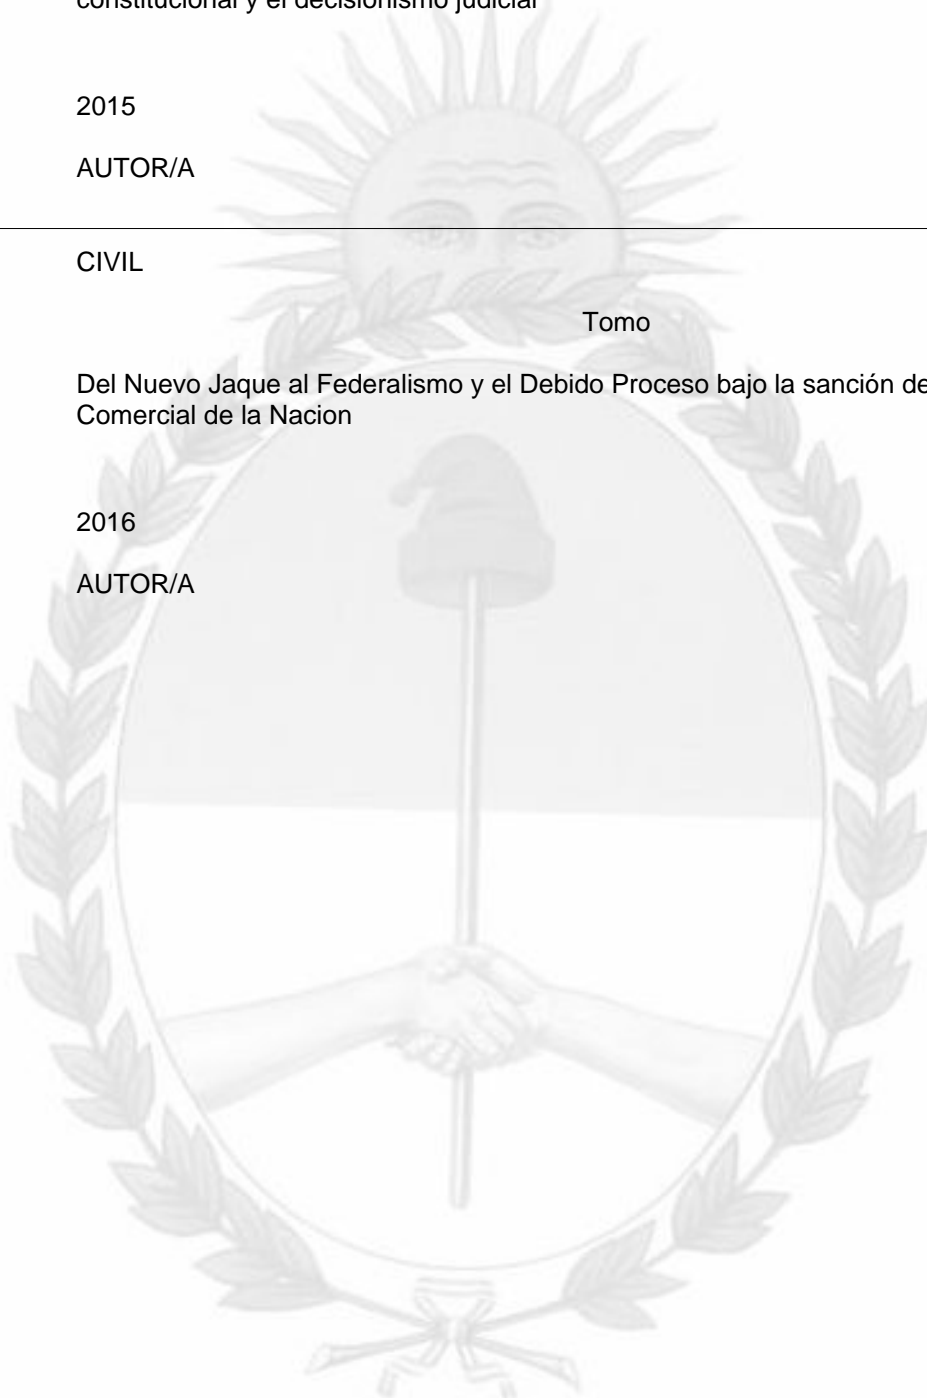 constitucional y el decisionismo judicial
2015
AUTOR/A
CIVIL
Tomo
Del Nuevo Jaque al Federalismo y el Debido Proceso bajo la sanción de
Comercial de la Nacion
2016
AUTOR/A